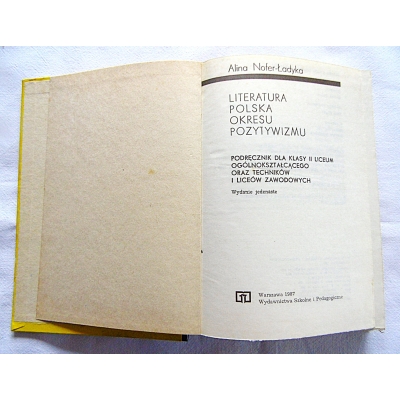 Alina Nofer-Ładyka
LITERATURA
POLSKA
OKRESU
POZYTYWIZMU
PODRĘCZNIK DLA KLASY II LICEUM
OGÓLNOKSZTAŁCĄCEGO
ORAZ TECHNIKÓW
I LICEÓW ZAWODOWYCH
Wydanie jedenaste
Warszawa 1987
Wydawnictwa Szkolne i Pedagogiczne